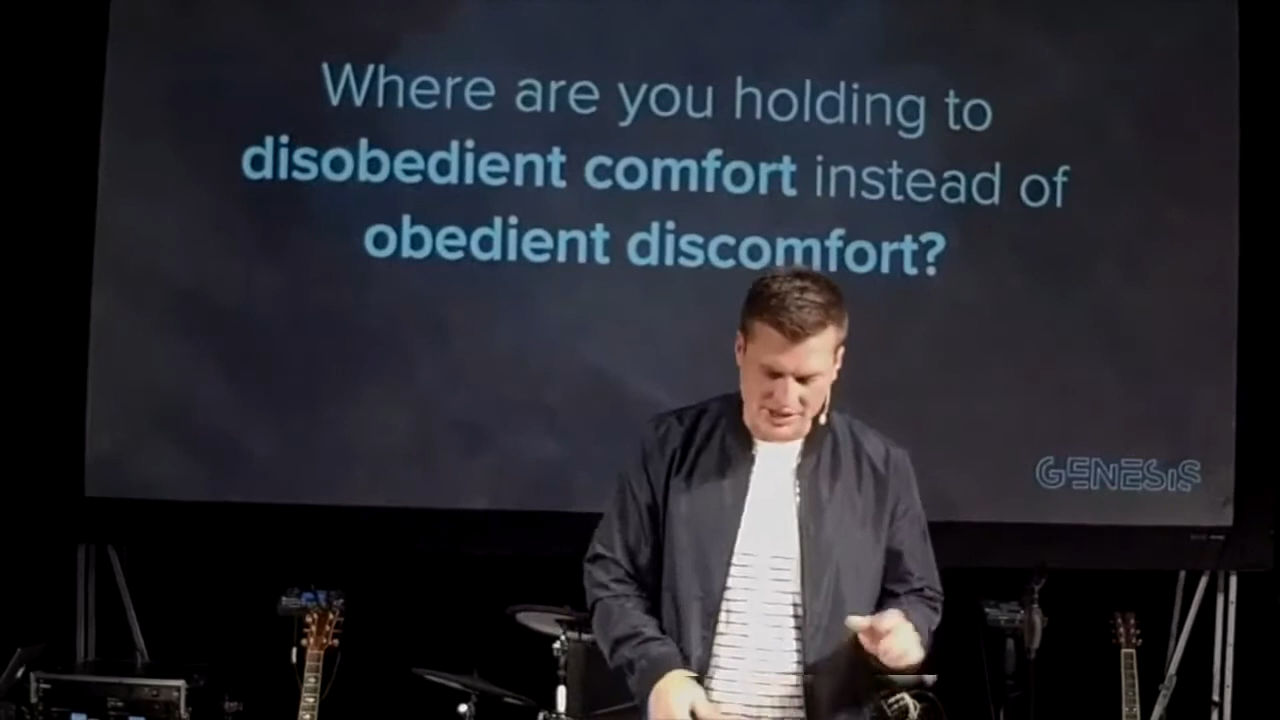 Where are you holding to
disobedient comfort instead of
obedient discomfort?
GENESIS